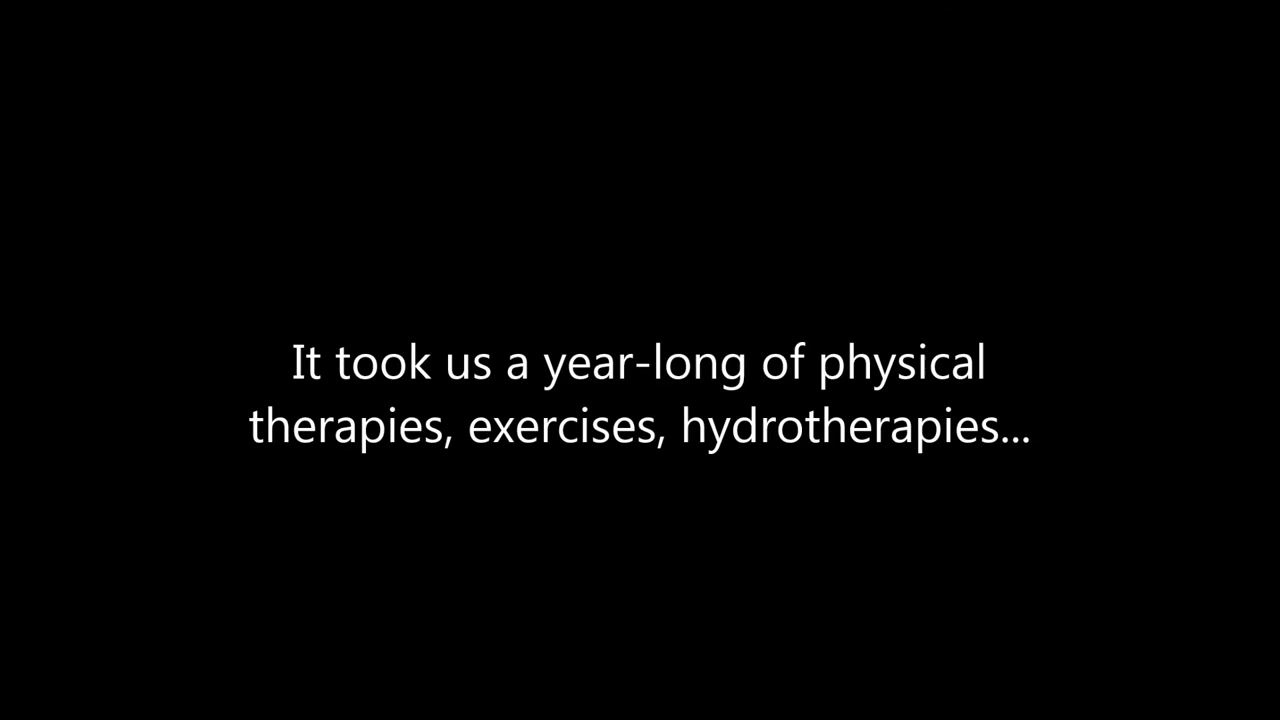 It took us a year-long of physical
therapies, exercises, hydrotherapies...